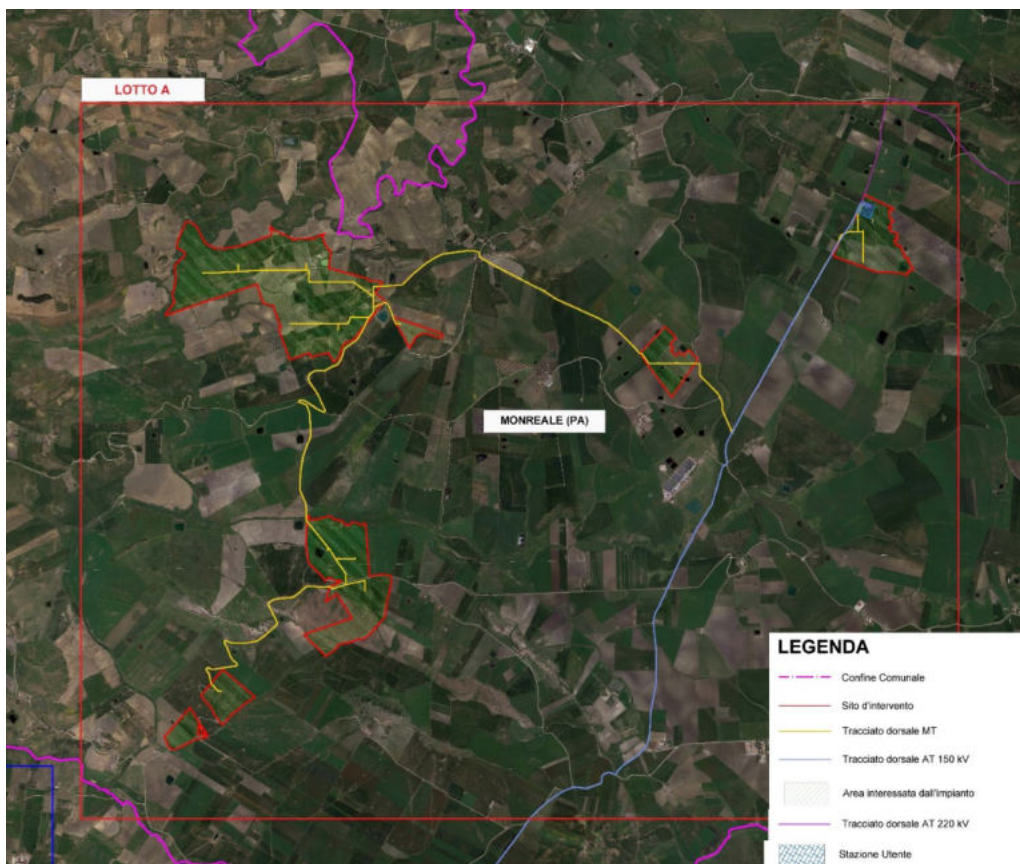 LOTTO A
MONREALE (PA)
LEGENDA
Confine Comunale
Sito d'intervento
Tracciato dorsale MT
Tracciato dorsale AT 150 kV
Area interessata dall'impianto
Tracciato dorsale AT 220 kV
Stazione Utente